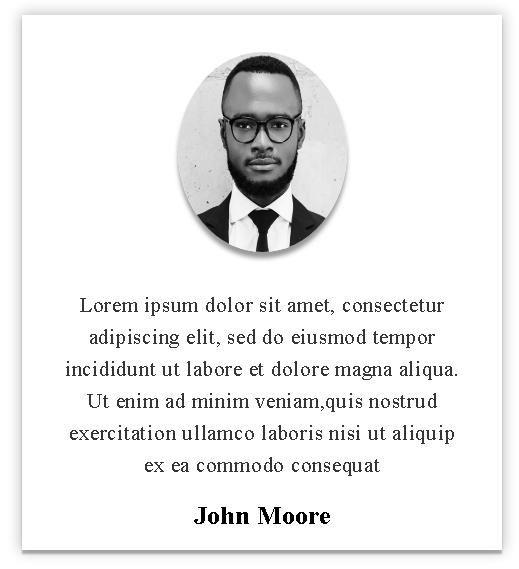 Lorem ipsum dolor sit amet, consectetur
adipiscing elit, sed do eiusmod tempor
incididunt ut labore et dolore magna aliqua.
Ut enim ad minim veniam,quis nostrud
exercitation ullamco laboris nisi ut aliquip
ex ea commodo consequat
John Moore